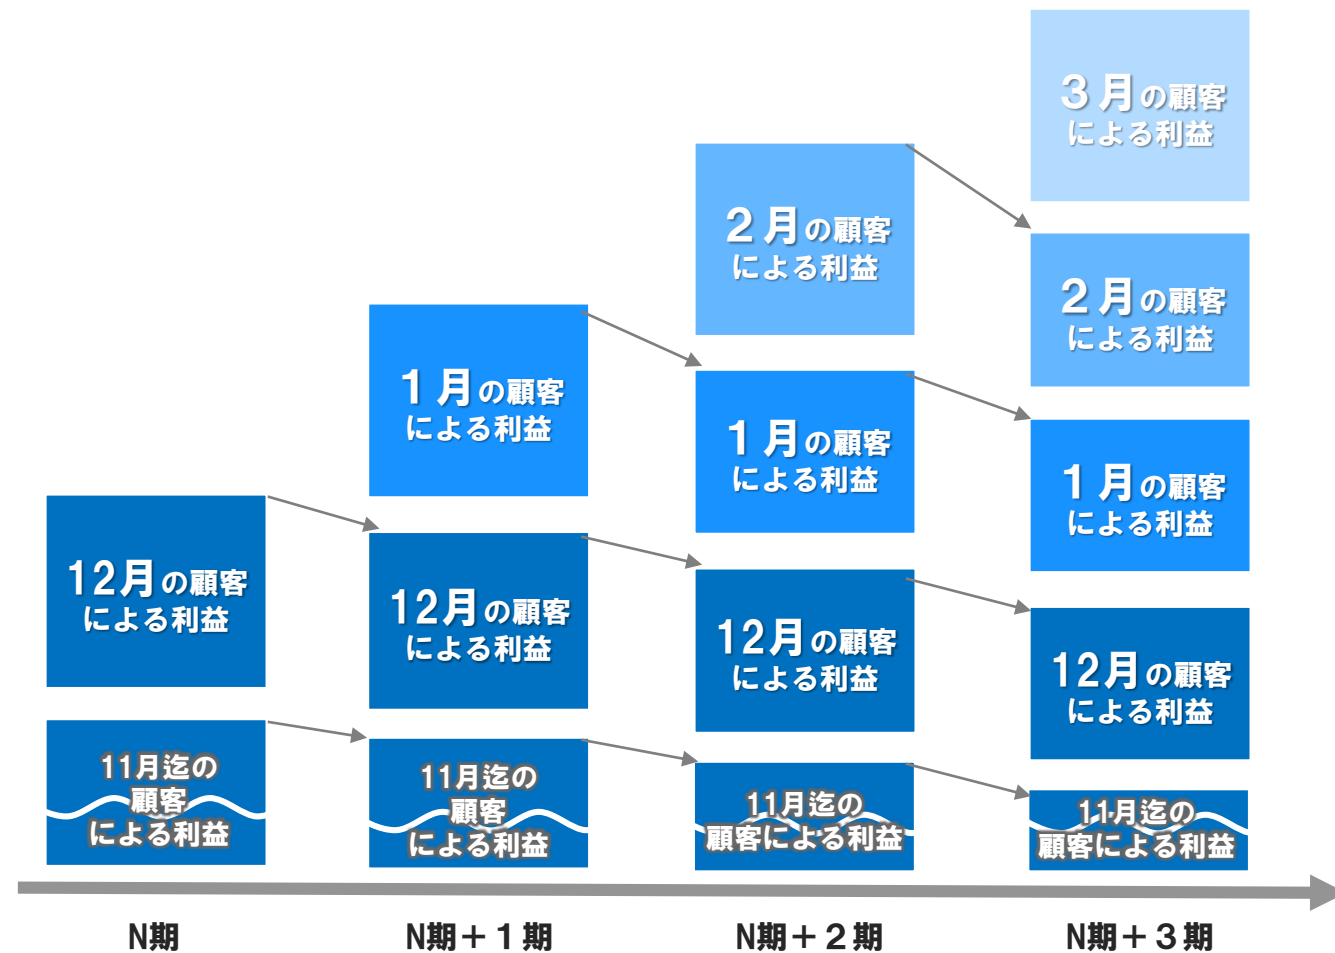 12月の顧客
による利益
11月迄の
顧客
による利益
N期
1月の顧客
による利益
12月の顧客
による利益
11月迄の
顧客
による利益
N期＋１期
２月の顧客
による利益
1月の顧客
による利益
12月の顧客
による利益
11月迄の
顧客による利益
N期＋２期
３月の顧客
による利益
２月の顧客
による利益
1月の顧客
による利益
12月の顧客
による利益
11月迄の
顧客による利益
N期＋３期